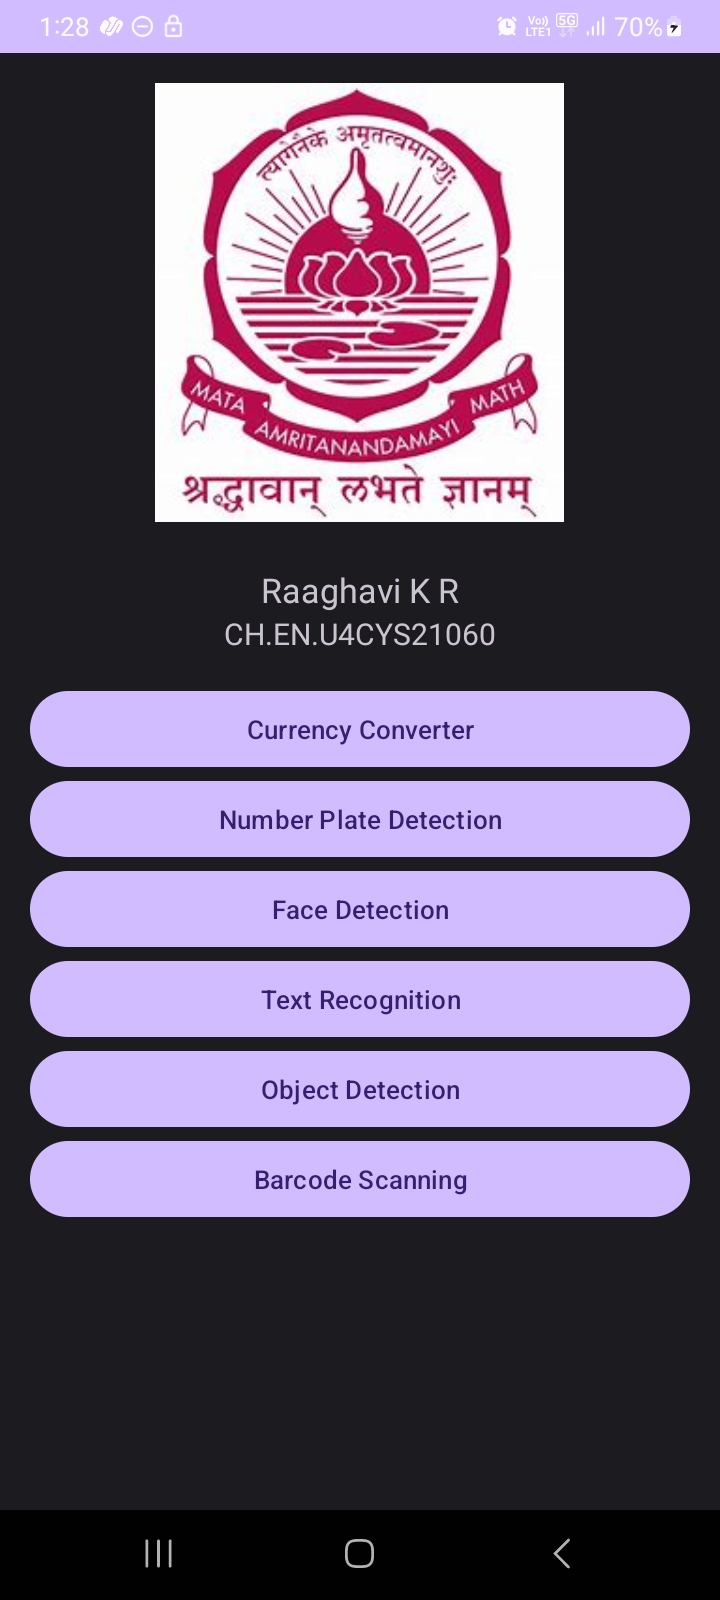 1:28
Vo)) LTE1 5G 70%
त्यागेनैके अमृतत्वमानशुः
MATA AMRITANANDAMAYI MATH
श्रद्धावान् लभते ज्ञानम्
Raaghavi K R
CH.EN.U4CYS21060
Currency Converter
Number Plate Detection
Face Detection
Text Recognition
Object Detection
Barcode Scanning